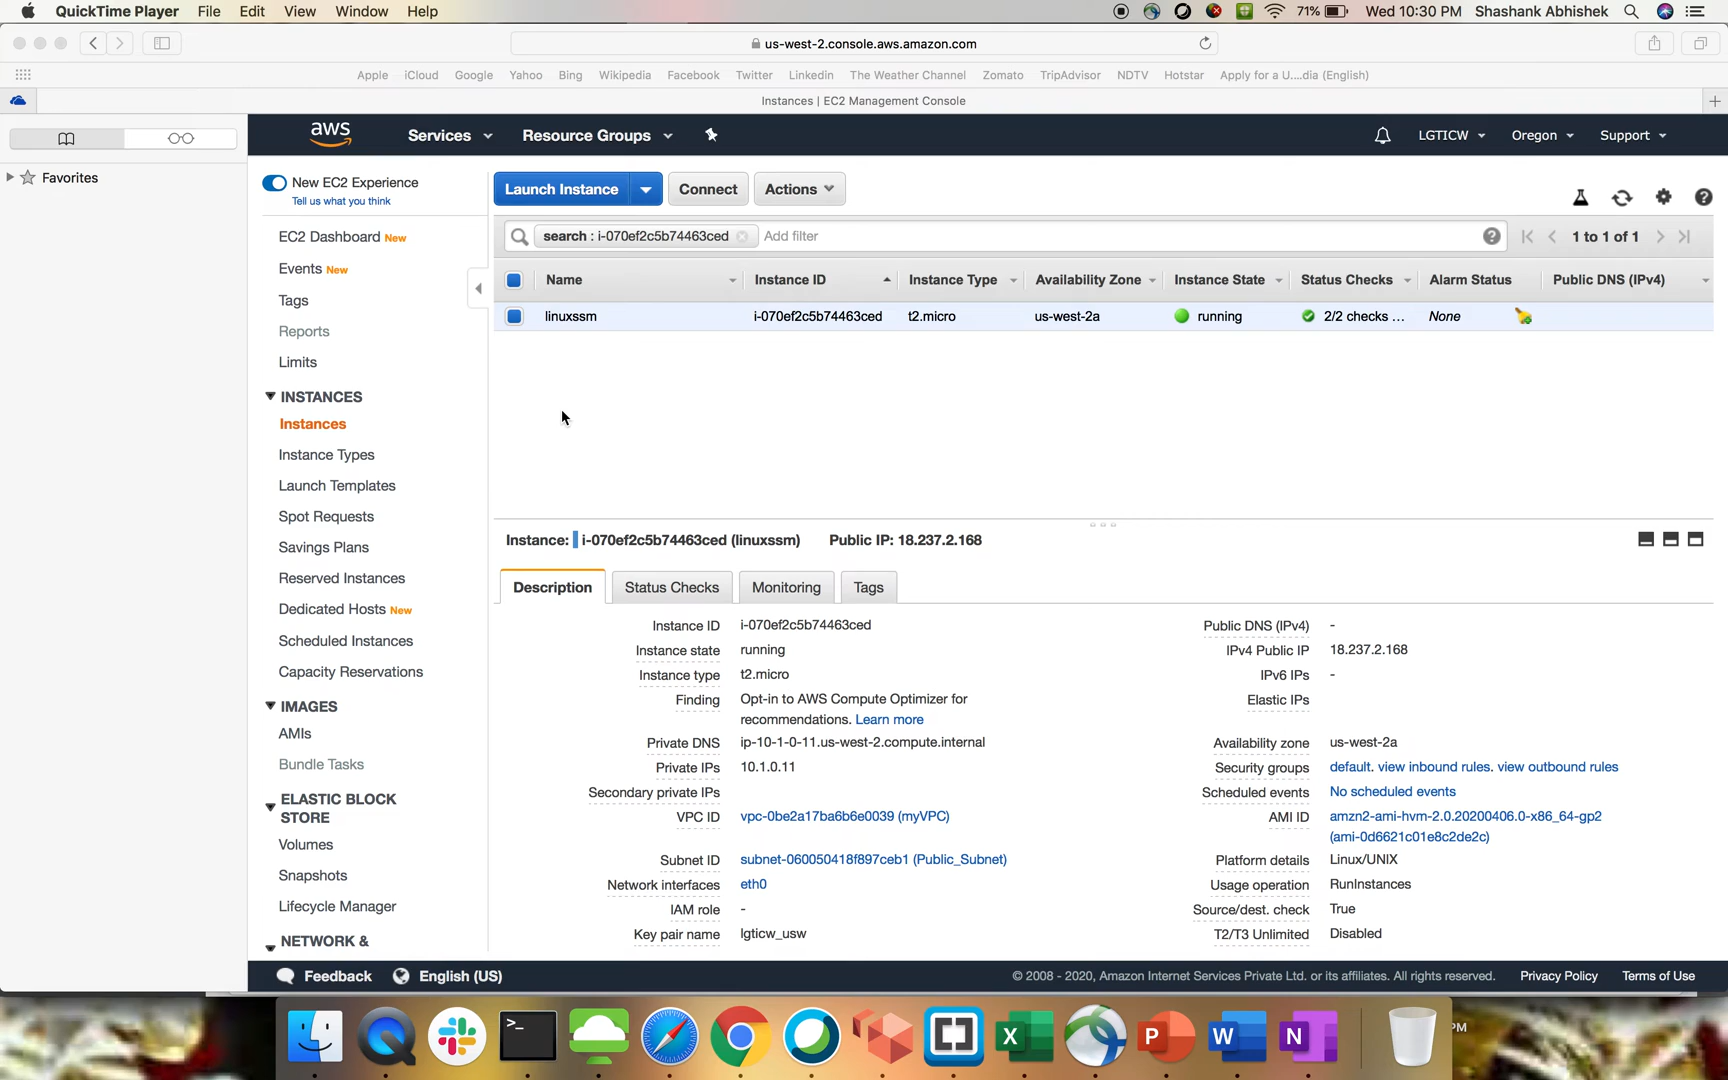 QuickTime Player File Edit View Window Help
71% Wed 10:30 PM Shashank Abhishek
us-west-2.console.aws.amazon.com
Apple iCloud Google Yahoo Bing Wikipedia Facebook Twitter Linkedin The Weather Channel Zomato TripAdvisor NDTV Hotstar Apply for a U....dia (English)
Instances | EC2 Management Console
Favorites
aws Services Resource Groups LGTICW Oregon Support
New EC2 Experience
Tell us what you think
EC2 Dashboard New
Events New
Tags
Reports
Limits
INSTANCES
Instances
Instance Types
Launch Templates
Spot Requests
Savings Plans
Reserved Instances
Dedicated Hosts New
Scheduled Instances
Capacity Reservations
IMAGES
AMIs
Bundle Tasks
ELASTIC BLOCK
STORE
Volumes
Snapshots
Lifecycle Manager
NETWORK &
Launch Instance Connect Actions
search : i-070ef2c5b74463ced Add filter 1 to 1 of 1
Name Instance ID Instance Type Availability Zone Instance State Status Checks Alarm Status Public DNS (IPv4)
linuxssm i-070ef2c5b74463ced t2.micro us-west-2a running 2/2 checks ... None
Instance: i-070ef2c5b74463ced (linuxssm) Public IP: 18.237.2.168
Description Status Checks Monitoring Tags
Instance ID i-070ef2c5b74463ced
Instance state running
Instance type t2.micro
Finding Opt-in to AWS Compute Optimizer for
recommendations. Learn more
Private DNS ip-10-1-0-11.us-west-2.compute.internal
Private IPs 10.1.0.11
Secondary private IPs
VPC ID vpc-0be2a17ba6b6e0039 (myVPC)
Subnet ID subnet-060050418f897ceb1 (Public_Subnet)
Network interfaces eth0
IAM role -
Key pair name lgticw_usw
Public DNS (IPv4) -
IPv4 Public IP 18.237.2.168
IPv6 IPs -
Elastic IPs
Availability zone us-west-2a
Security groups default. view inbound rules. view outbound rules
Scheduled events No scheduled events
AMI ID amzn2-ami-hvm-2.0.20200406.0-x86_64-gp2
(ami-0d6621c01e8c2de2c)
Platform details Linux/UNIX
Usage operation RunInstances
Source/dest. check True
T2/T3 Unlimited Disabled
Feedback English (US)
© 2008 - 2020, Amazon Internet Services Private Ltd. or its affiliates. All rights reserved. Privacy Policy Terms of Use
>_ X P W N
PM